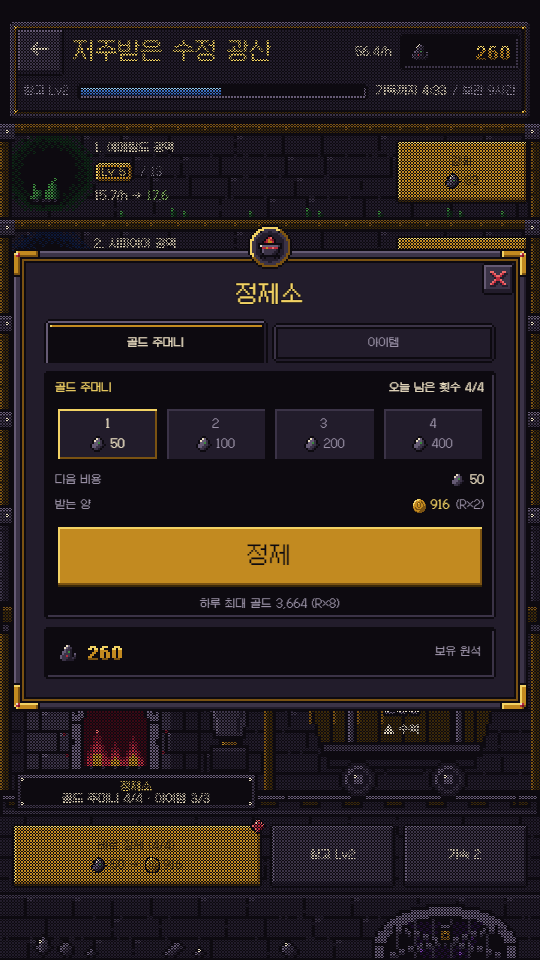 저주받은 수정 광산
96.4/h
260
창고 Lv2
가득까지 4:33 / 보관 9시간
1. 에메랄드 광맥
Lv 5 / 13
15.7/h → 17.6
2. 사파이어 광맥
정제소
골드 주머니
아이템
골드 주머니
오늘 남은 횟수 4/4
1
50
2
100
3
200
4
400
다음 비용
50
받는 양
916 (R×2)
정제
하루 최대 골드 3,664 (R×8)
260
보유 원석
수레
정제소
골드 주머니 4/4 · 아이템 3/3
창고 Lv2
가속 2